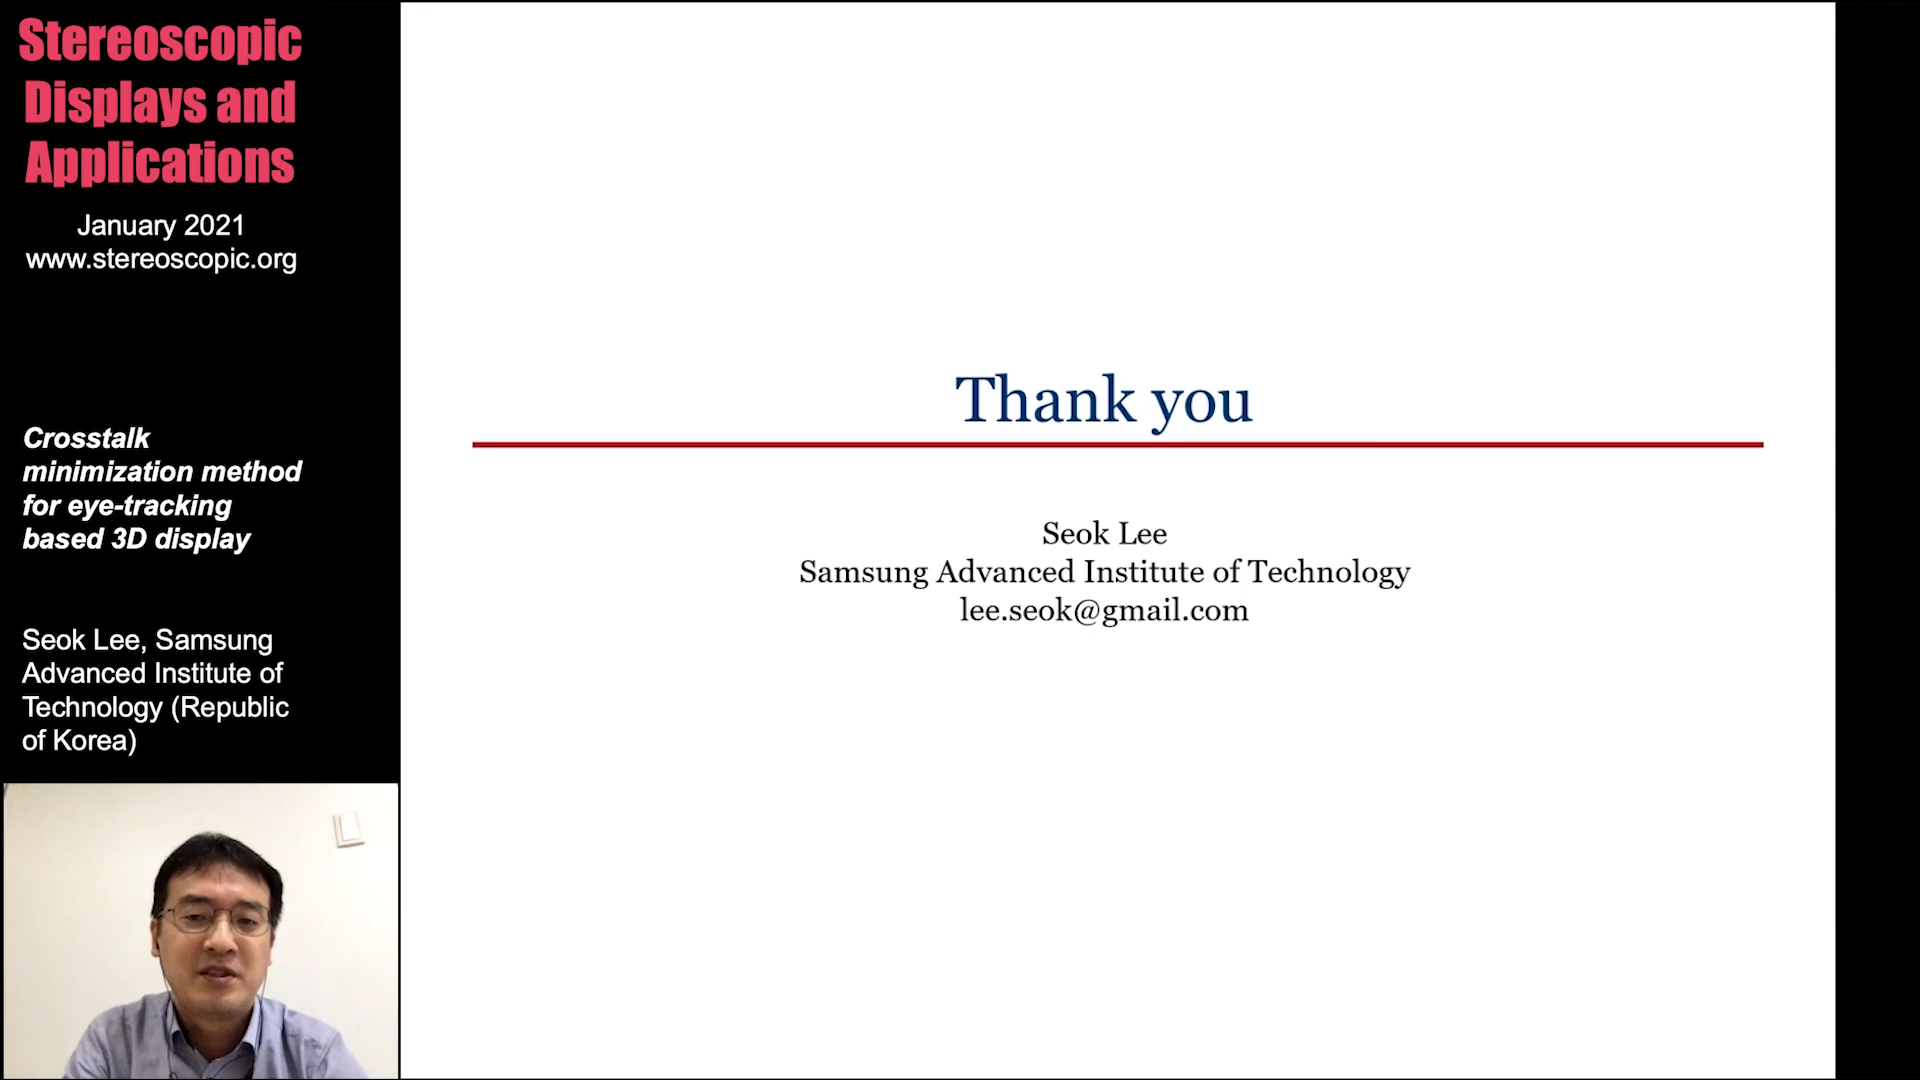 Stereoscopic
Displays and
Applications
January 2021
www.stereoscopic.org
Crosstalk
minimization method
for eye-tracking
based 3D display
Seok Lee, Samsung
Advanced Institute of
Technology (Republic
of Korea)
Thank you
Seok Lee
Samsung Advanced Institute of Technology
lee.seok@gmail.com